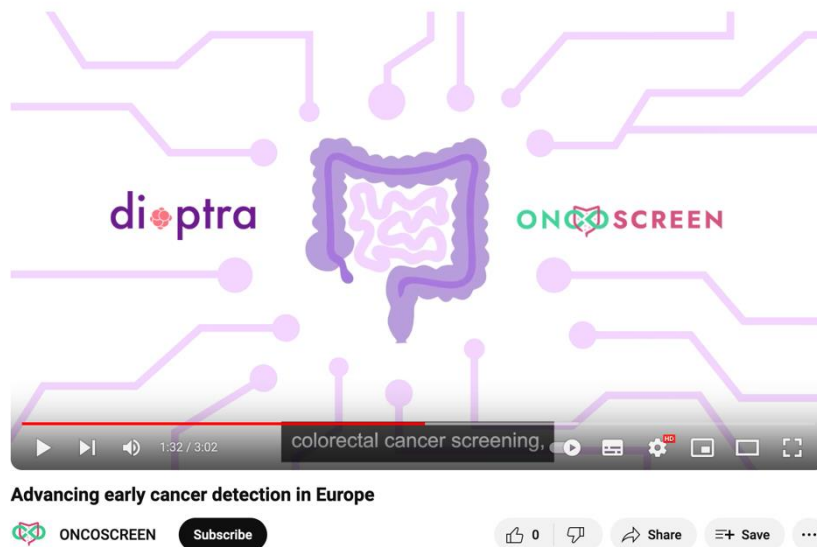 dioptra
ONCOSCREEN
1:32 / 3:02
colorectal cancer screening,
HD
Advancing early cancer detection in Europe
ONCOSCREEN
Subscribe
0
Share
Save